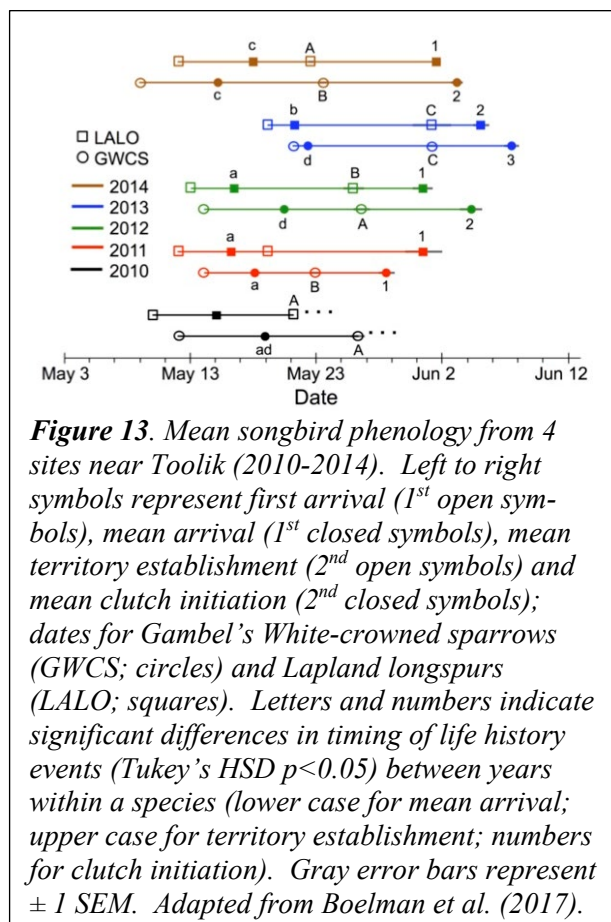 c A 1
c B 2
b C 2
LALO
GWCS
d C 3
a B 1
2014
2013
d A 2
2012
a 1
2011
2010
a B 1
A ...
ad A ...
May 3 May 13 May 23 Jun 2 Jun 12
Date
Figure 13. Mean songbird phenology from 4
sites near Toolik (2010-2014). Left to right
symbols represent first arrival (1st open sym-
bols), mean arrival (1st closed symbols), mean
territory establishment (2nd open symbols) and
mean clutch initiation (2nd closed symbols);
dates for Gambel's White-crowned sparrows
(GWCS; circles) and Lapland longspurs
(LALO; squares). Letters and numbers indicate
significant differences in timing of life history
events (Tukey's HSD p<0.05) between years
within a species (lower case for mean arrival;
upper case for territory establishment; numbers
for clutch initiation). Gray error bars represent
± 1 SEM. Adapted from Boelman et al. (2017).